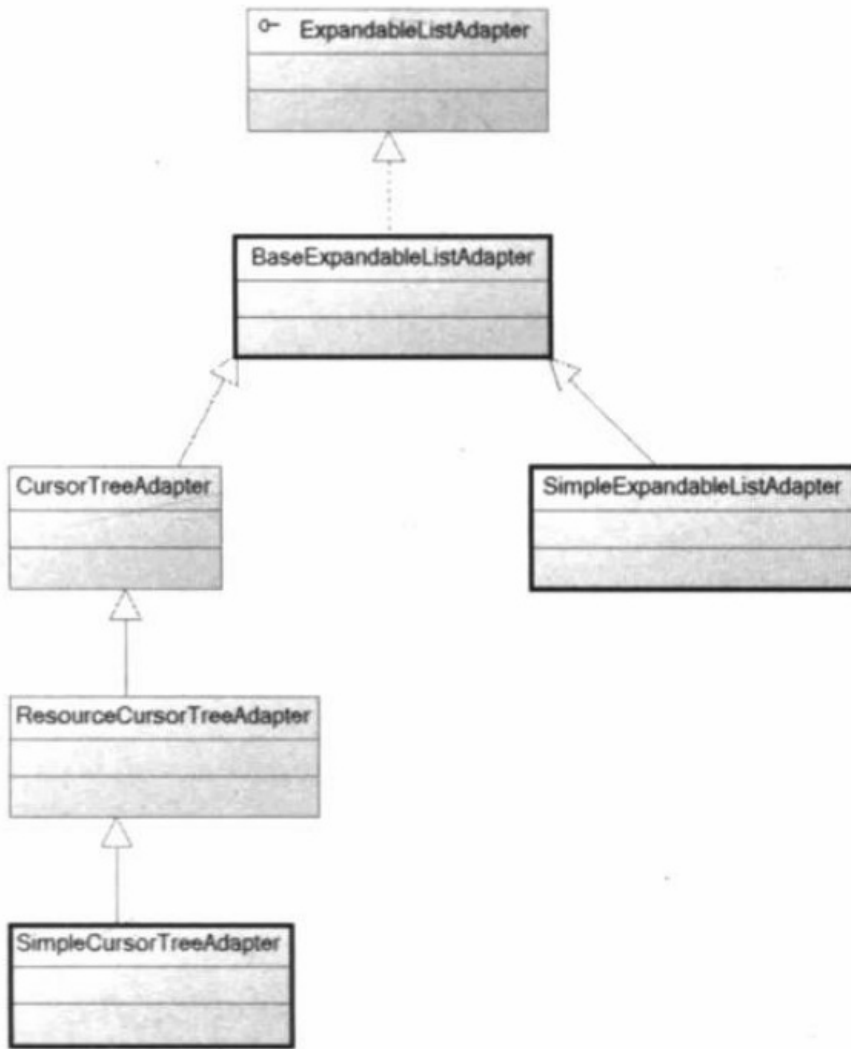 ExpandableListAdapter
BaseExpandableListAdapter
CursorTreeAdapter
SimpleExpandableListAdapter
ResourceCursorTreeAdapter
SimpleCursorTreeAdapter